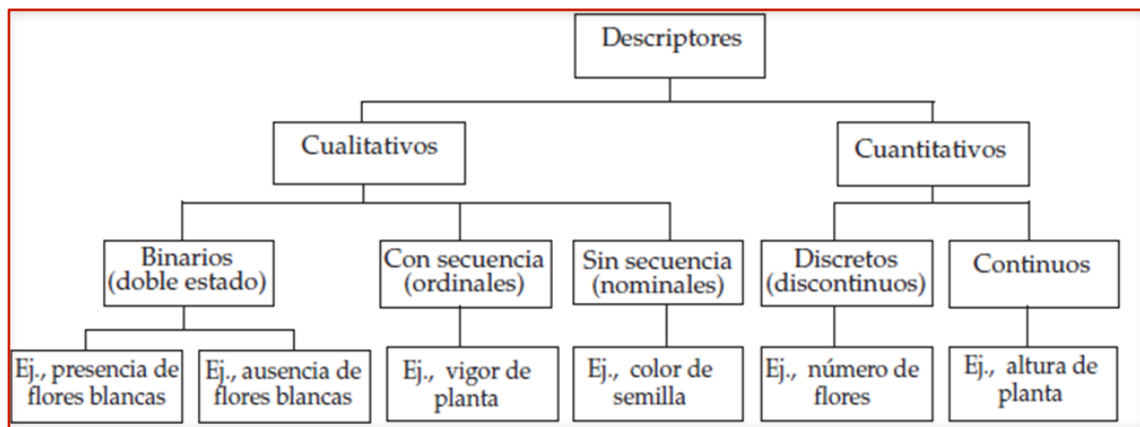 Descriptores
Cualitativos
Cuantitativos
Binarios
(doble estado)
Con secuencia
(ordinales)
Sin secuencia
(nominales)
Discretos
(discontinuos)
Continuos
Ej., presencia de
flores blancas
Ej., ausencia de
flores blancas
Ej., vigor de
planta
Ej., color de
semilla
Ej., número de
flores
Ej., altura de
planta